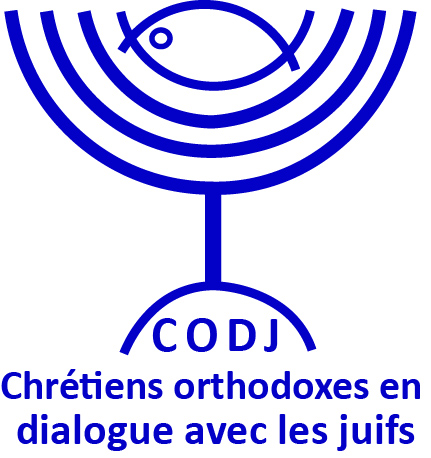 CODJ
Chrétiens orthodoxes en
dialogue avec les juifs